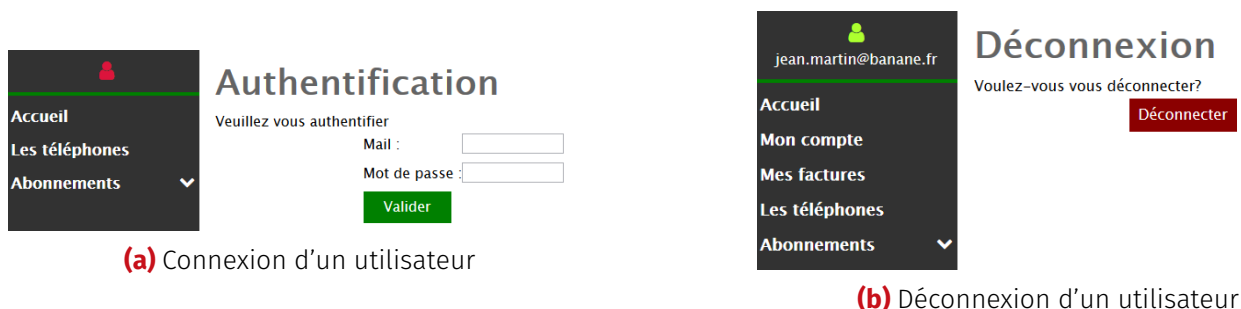 Authentification
Accueil
Veuillez vous authentifier
Mail :
Les téléphones
Mot de passe :
Abonnements
Valider
(a) Connexion d'un utilisateur
jean.martin@banane.fr
Déconnexion
Voulez-vous vous déconnecter?
Accueil
Déconnecter
Mon compte
Mes factures
Les téléphones
Abonnements
(b) Déconnexion d'un utilisateur